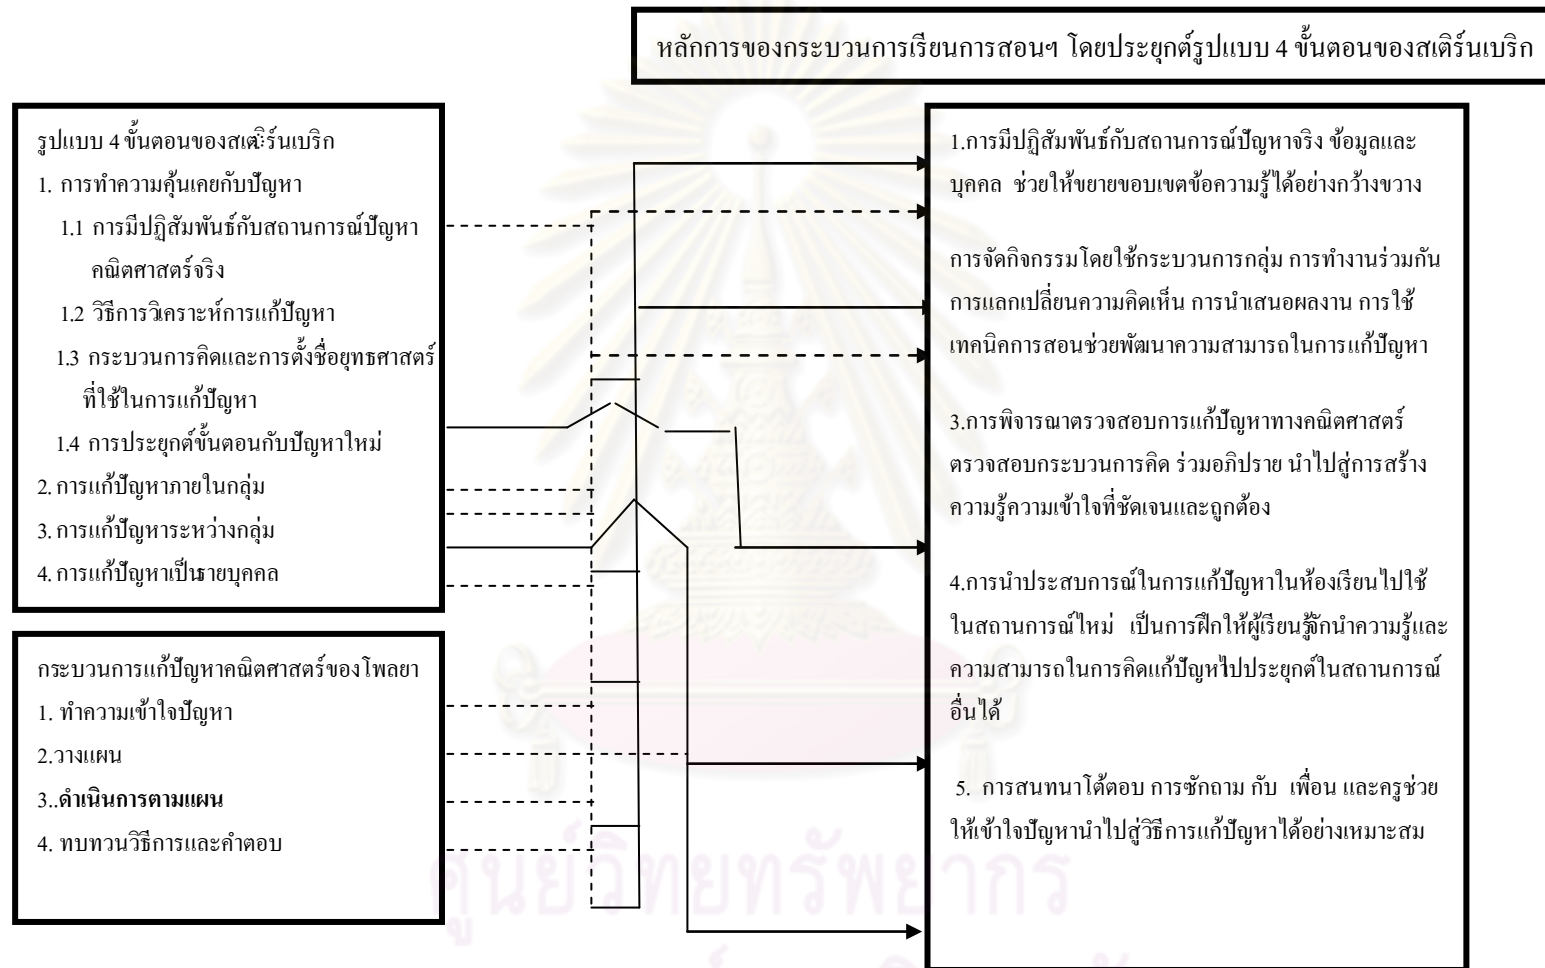 หลักการของกระบวนการเรียนการสอนฯ โดยประยุกต์รูปแบบ 4 ขั้นตอนของสเติร์นเบริก
รูปแบบ 4 ขั้นตอนของสเติร์นเบริก
1. การทำความคุ้นเคยกับปัญหา
1.1 การมีปฏิสัมพันธ์กับสถานการณ์ปัญหา
คณิตศาสตร์จริง
1.2 วิธีการวิเคราะห์การแก้ปัญหา
1.3 กระบวนการคิดและการตั้งชื่อยุทธศาสตร์
ที่ใช้ในการแก้ปัญหา
1.4 การประยุกต์ขั้นตอนกับปัญหาใหม่
2. การแก้ปัญหาภายในกลุ่ม
3. การแก้ปัญหาระหว่างกลุ่ม
4. การแก้ปัญหาเป็นรายบุคคล
กระบวนการแก้ปัญหาคณิตศาสตร์ของโพลยา
1. ทำความเข้าใจปัญหา
2.วางแผน
3..ดำเนินการตามแผน
4. ทบทวนวิธีการและคำตอบ
1.การมีปฏิสัมพันธ์กับสถานการณ์ปัญหาจริง ข้อมูลและ
บุคคล ช่วยให้ขยายขอบเขตข้อความรู้ได้อย่างกว้างขวาง
การจัดกิจกรรมโดยใช้กระบวนการกลุ่ม การทำงานร่วมกัน
การแลกเปลี่ยนความคิดเห็น การนำเสนอผลงาน การใช้
เทคนิคการสอนช่วยพัฒนาความสามารถในการแก้ปัญหา
3.การพิจารณาตรวจสอบการแก้ปัญหาทางคณิตศาสตร์
ตรวจสอบกระบวนการคิด ร่วมอภิปราย นำไปสู่การสร้าง
ความรู้ความเข้าใจที่ชัดเจนและถูกต้อง
4.การนำประสบการณ์ในการแก้ปัญหาในห้องเรียนไปใช้
ในสถานการณ์ใหม่ เป็นการฝึกให้ผู้เรียนรู้จักนำความรู้และ
ความสามารถในการคิดแก้ปัญหาไปประยุกต์ในสถานการณ์
อื่นได้
5. การสนทนาโต้ตอบ การซักถาม กับ เพื่อน และครูช่วย
ให้เข้าใจปัญหานำไปสู่วิธีการแก้ปัญหาได้อย่างเหมาะสม
ศูนย์วิทยทรัพยากร